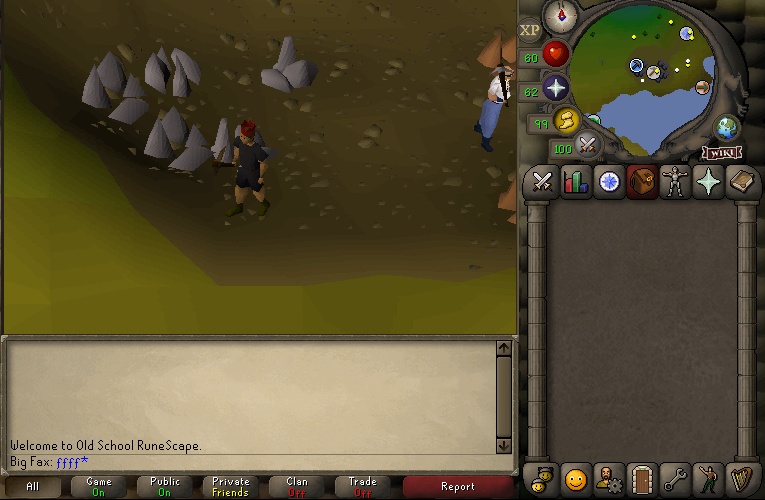 XP
60
62
99
100
WIKI
Welcome to Old School RuneScape.
Big Fax: ffff*
All
Game
On
Public
On
Private
Friends
Clan
Off
Trade
Off
Report